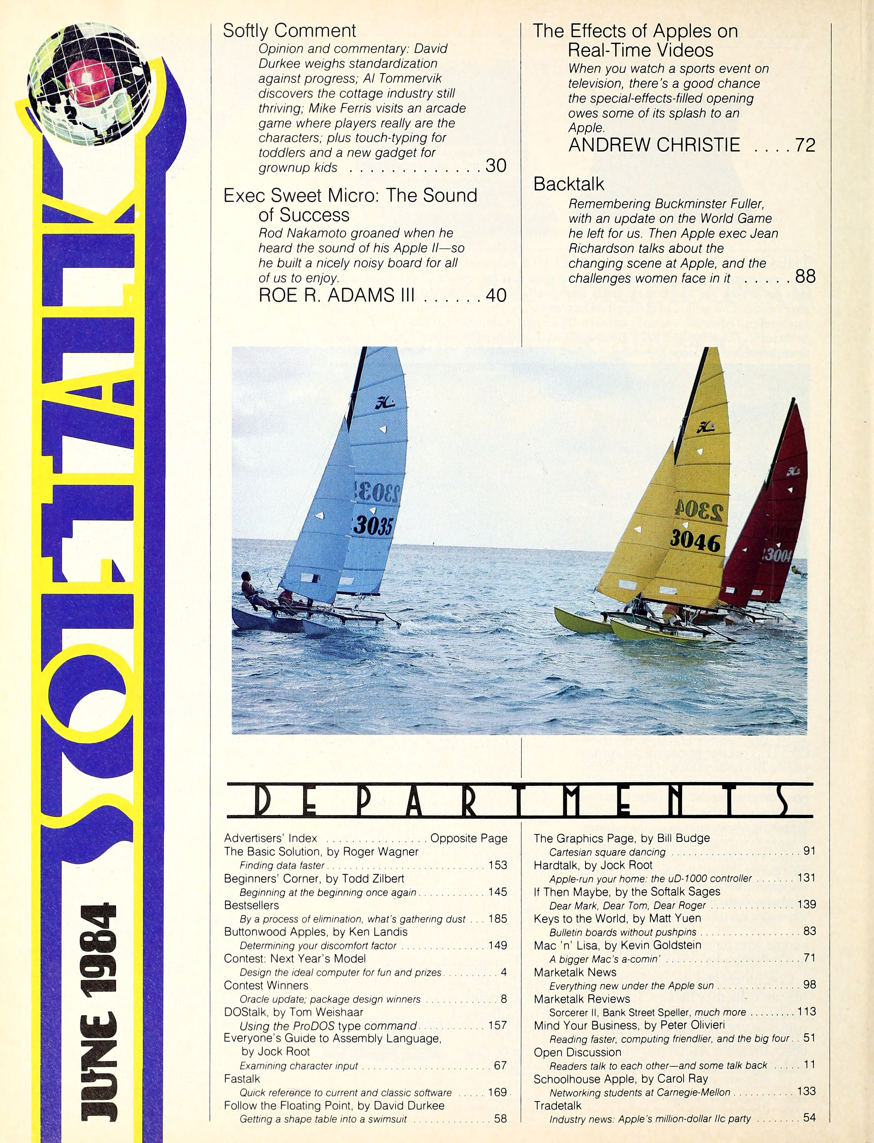 SOFTALK
JUNE 1984
Softly Comment
Opinion and commentary: David
Durkee weighs standardization
against progress; Al Tommervik
discovers the cottage industry still
thriving; Mike Ferris visits an arcade
game where players really are the
characters; plus touch-typing for
toddlers and a new gadget for
grownup kids . . . . . . . . . . . . . 30
Exec Sweet Micro: The Sound
of Success
Rod Nakamoto groaned when he
heard the sound of his Apple II—so
he built a nicely noisy board for all
of us to enjoy.
ROE R. ADAMS III . . . . . . 40
The Effects of Apples on
Real-Time Videos
When you watch a sports event on
television, there's a good chance
the special-effects-filled opening
owes some of its splash to an
Apple.
ANDREW CHRISTIE . . . . 72
Backtalk
Remembering Buckminster Fuller,
with an update on the World Game
he left for us. Then Apple exec Jean
Richardson talks about the
changing scene at Apple, and the
challenges women face in it . . . . . 88
3035
2304
3046
3004
DEPARTMENTS
Advertisers' Index . . . . . . . . . . . . . . . . Opposite Page
The Basic Solution, by Roger Wagner
Finding data faster . . . . . . . . . . . . . . . . . . . . . . . . . . . . 153
Beginners' Corner, by Todd Zilbert
Beginning at the beginning once again . . . . . . . . . . . . 145
Bestsellers
By a process of elimination, what's gathering dust . . . 185
Buttonwood Apples, by Ken Landis
Determining your discomfort factor . . . . . . . . . . . . . . . 149
Contest: Next Year's Model
Design the ideal computer for fun and prizes . . . . . . . . . 4
Contest Winners
Oracle update; package design winners . . . . . . . . . . . . 8
DOStalk, by Tom Weishaar
Using the ProDOS type command . . . . . . . . . . . . 157
Everyone's Guide to Assembly Language,
by Jock Root
Examining character input . . . . . . . . . . . . . . . . . . . . . . . 67
Fastalk
Quick reference to current and classic software . . . . . 169
Follow the Floating Point, by David Durkee
Getting a shape table into a swimsuit . . . . . . . . . . . . . . 58
The Graphics Page, by Bill Budge
Cartesian square dancing . . . . . . . . . . . . . . . . . . . . . . . 91
Hardtalk, by Jock Root
Apple-run your home: the uD-1000 controller . . . . . . . 131
If Then Maybe, by the Softalk Sages
Dear Mark, Dear Tom, Dear Roger . . . . . . . . . . . . . . . 139
Keys to the World, by Matt Yuen
Bulletin boards without pushpins . . . . . . . . . . . . . . . . . . 83
Mac 'n' Lisa, by Kevin Goldstein
A bigger Mac's a-comin' . . . . . . . . . . . . . . . . . . . . . . . . 71
Marketalk News
Everything new under the Apple sun . . . . . . . . . . . . . . . 98
Marketalk Reviews
Sorcerer II, Bank Street Speller, much more . . . . . . . . . 113
Mind Your Business, by Peter Olivieri
Reading faster, computing friendlier, and the big four . . 51
Open Discussion
Readers talk to each other—and some talk back . . . . . 11
Schoolhouse Apple, by Carol Ray
Networking students at Carnegie-Mellon . . . . . . . . . . . 133
Tradetalk
Industry news: Apple's million-dollar IIc party . . . . . . . . 54